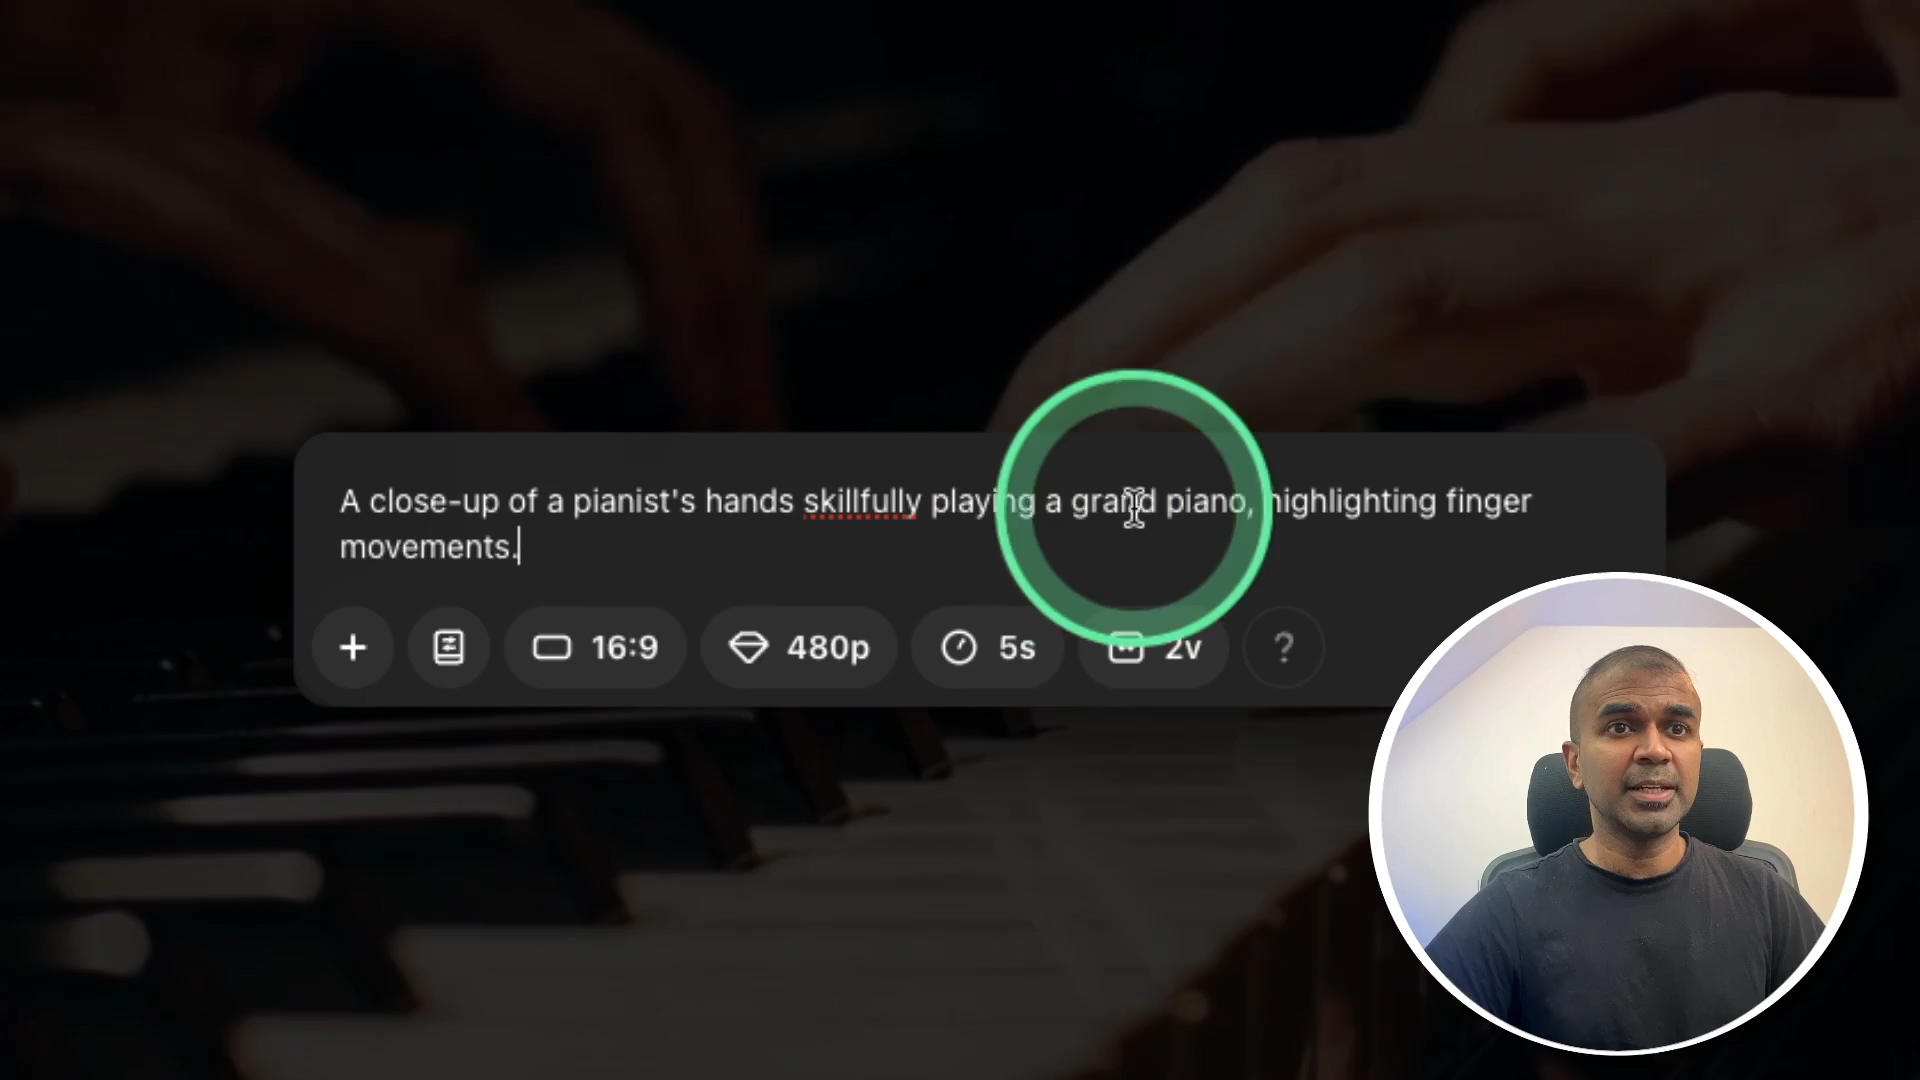 A close-up of a pianist's hands skillfully playing a grand piano, highlighting finger
movements.
16:9 480p 5s 2v ?